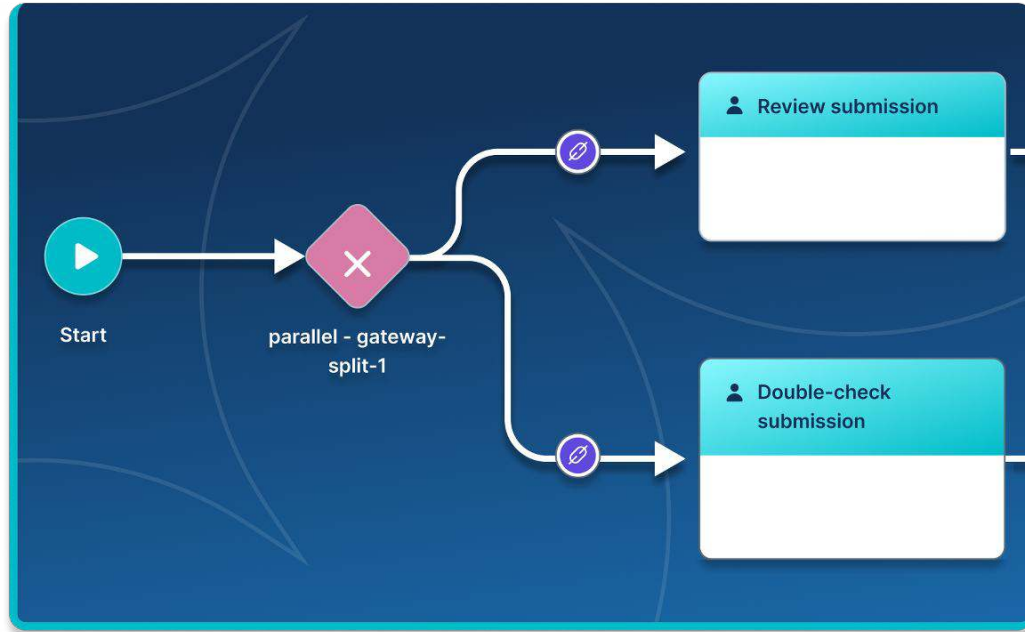 Review submission
Start
parallel - gateway-
split-1
Double-check
submission